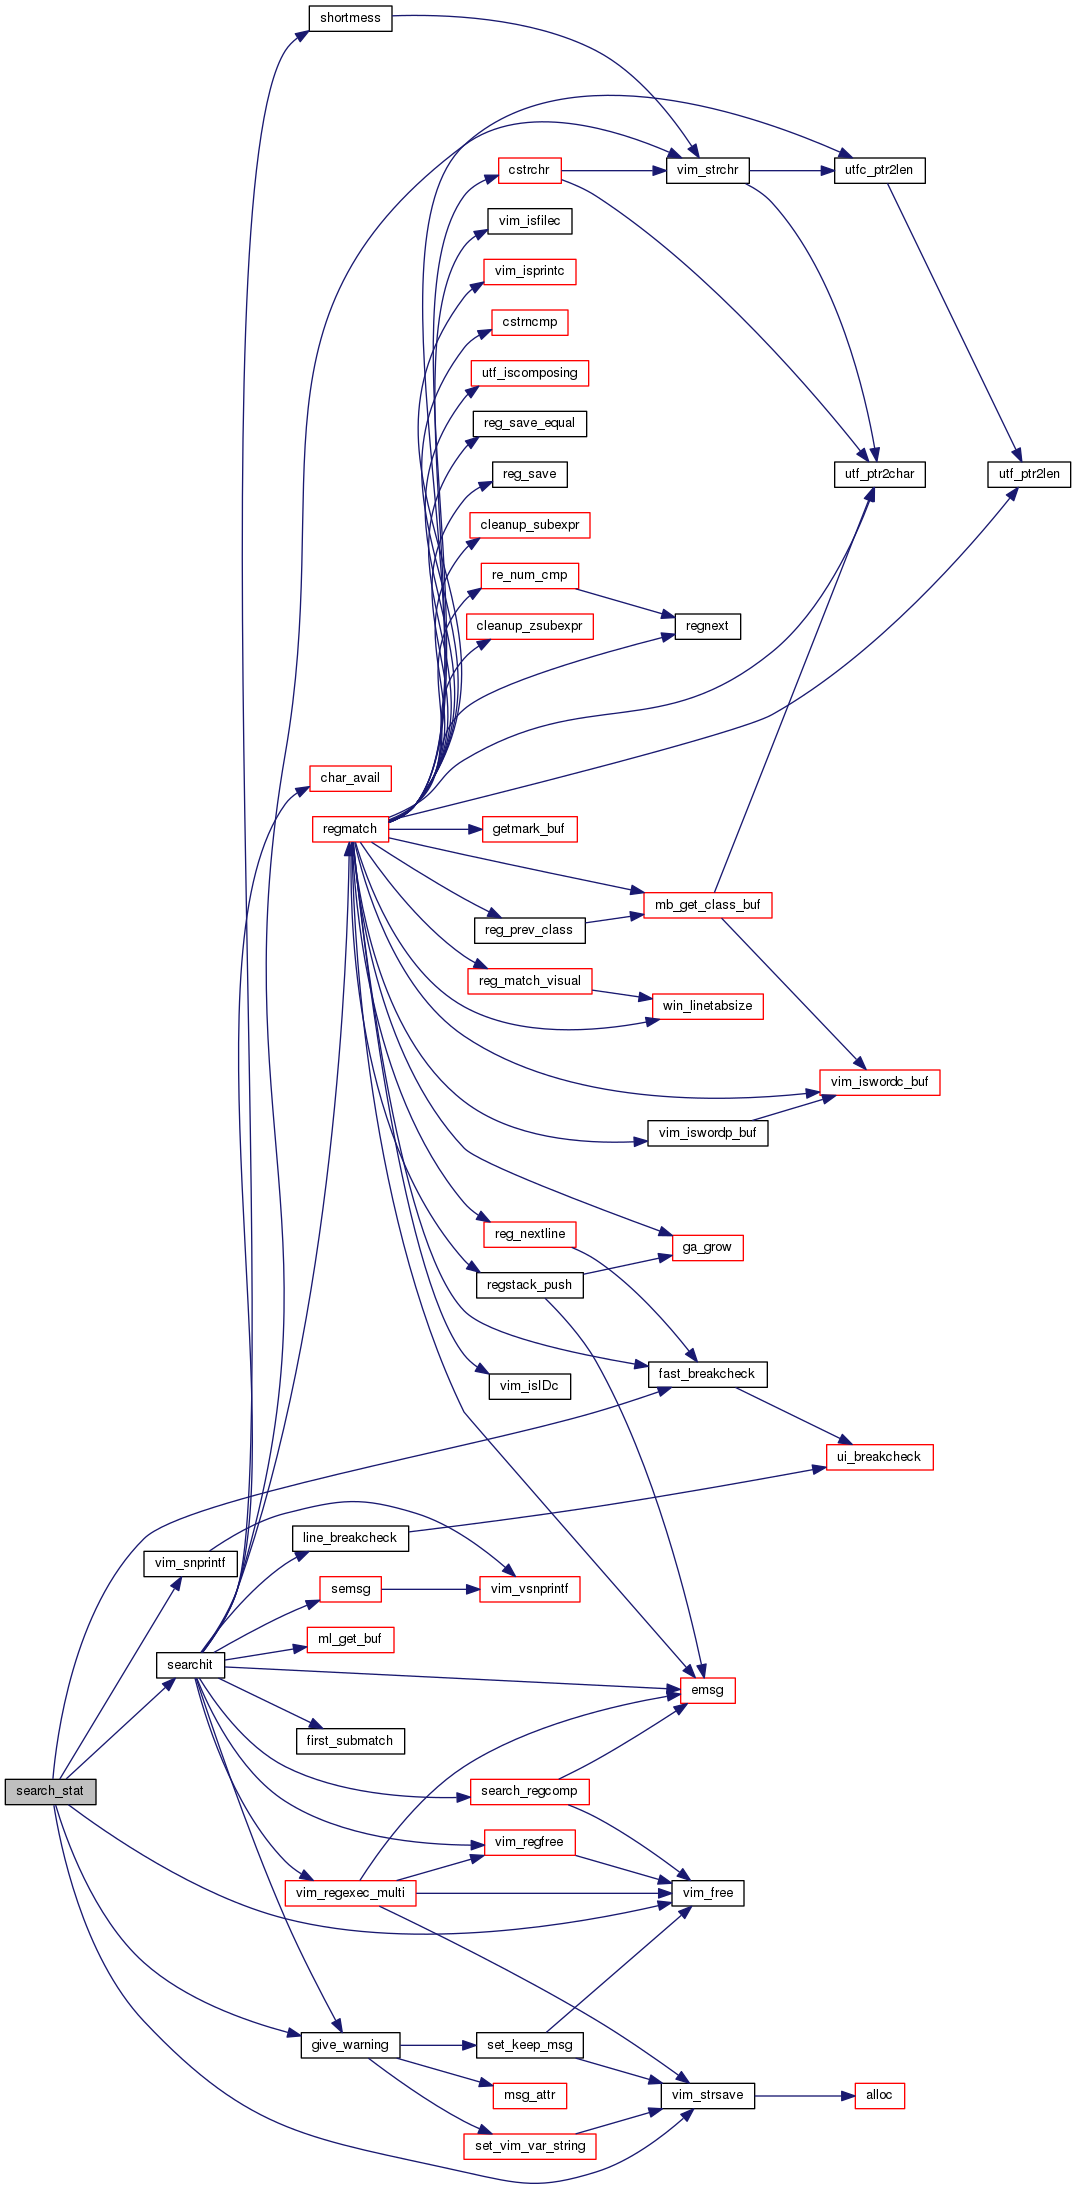 shortmess
cstrchr
vim_strchr
utfc_ptr2len
vim_isfilec
vim_isprintc
cstrncmp
utf_iscomposing
reg_save_equal
reg_save
utf_ptr2char
utf_ptr2len
cleanup_subexpr
re_num_cmp
cleanup_zsubexpr
regnext
char_avail
regmatch
getmark_buf
mb_get_class_buf
reg_prev_class
reg_match_visual
win_linetabsize
vim_iswordc_buf
vim_iswordp_buf
reg_nextline
ga_grow
regstack_push
fast_breakcheck
vim_isIDc
ui_breakcheck
line_breakcheck
vim_snprintf
semsg
vim_vsnprintf
ml_get_buf
searchit
emsg
first_submatch
search_stat
search_regcomp
vim_regfree
vim_regexec_multi
vim_free
give_warning
set_keep_msg
msg_attr
vim_strsave
alloc
set_vim_var_string